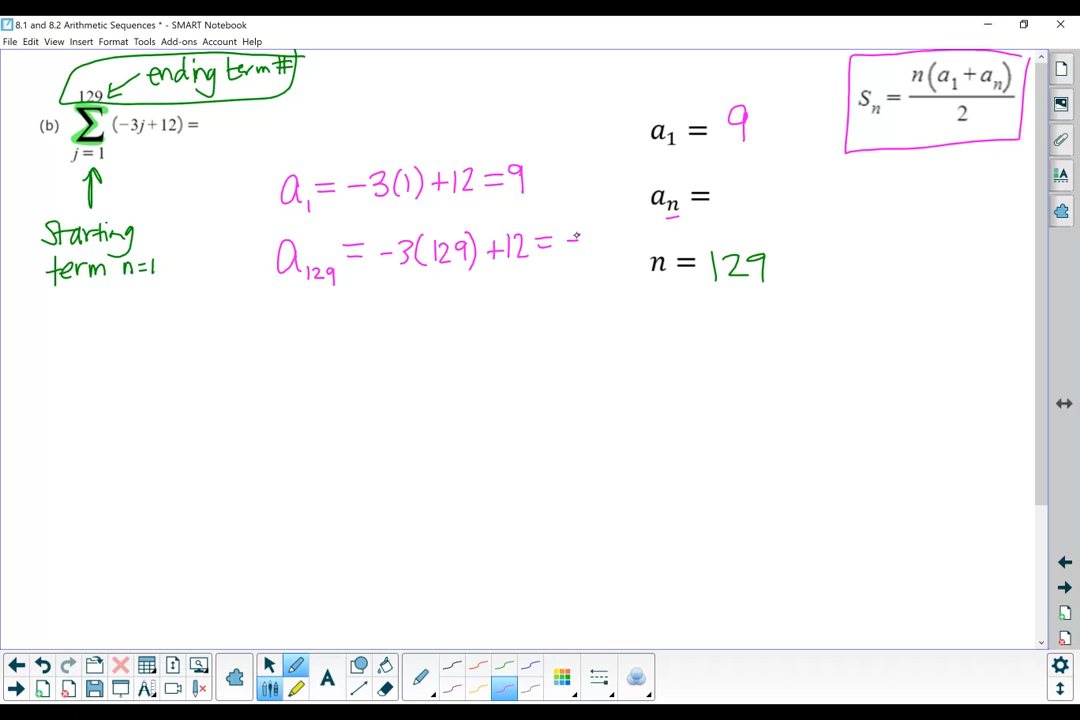 8.1 and 8.2 Arithmetic Sequences * - SMART Notebook
File Edit View Insert Format Tools Add-ons Account Help
ending term #
129
(b) Σ (−3j+12) =
j = 1
Starting
term n=1
a₁ = -3(1)+12 = 9
a₁₂₉ = -3(129)+12 = -
a₁ = 9
aₙ =
n = 129
Sₙ = n(a₁+aₙ)
2